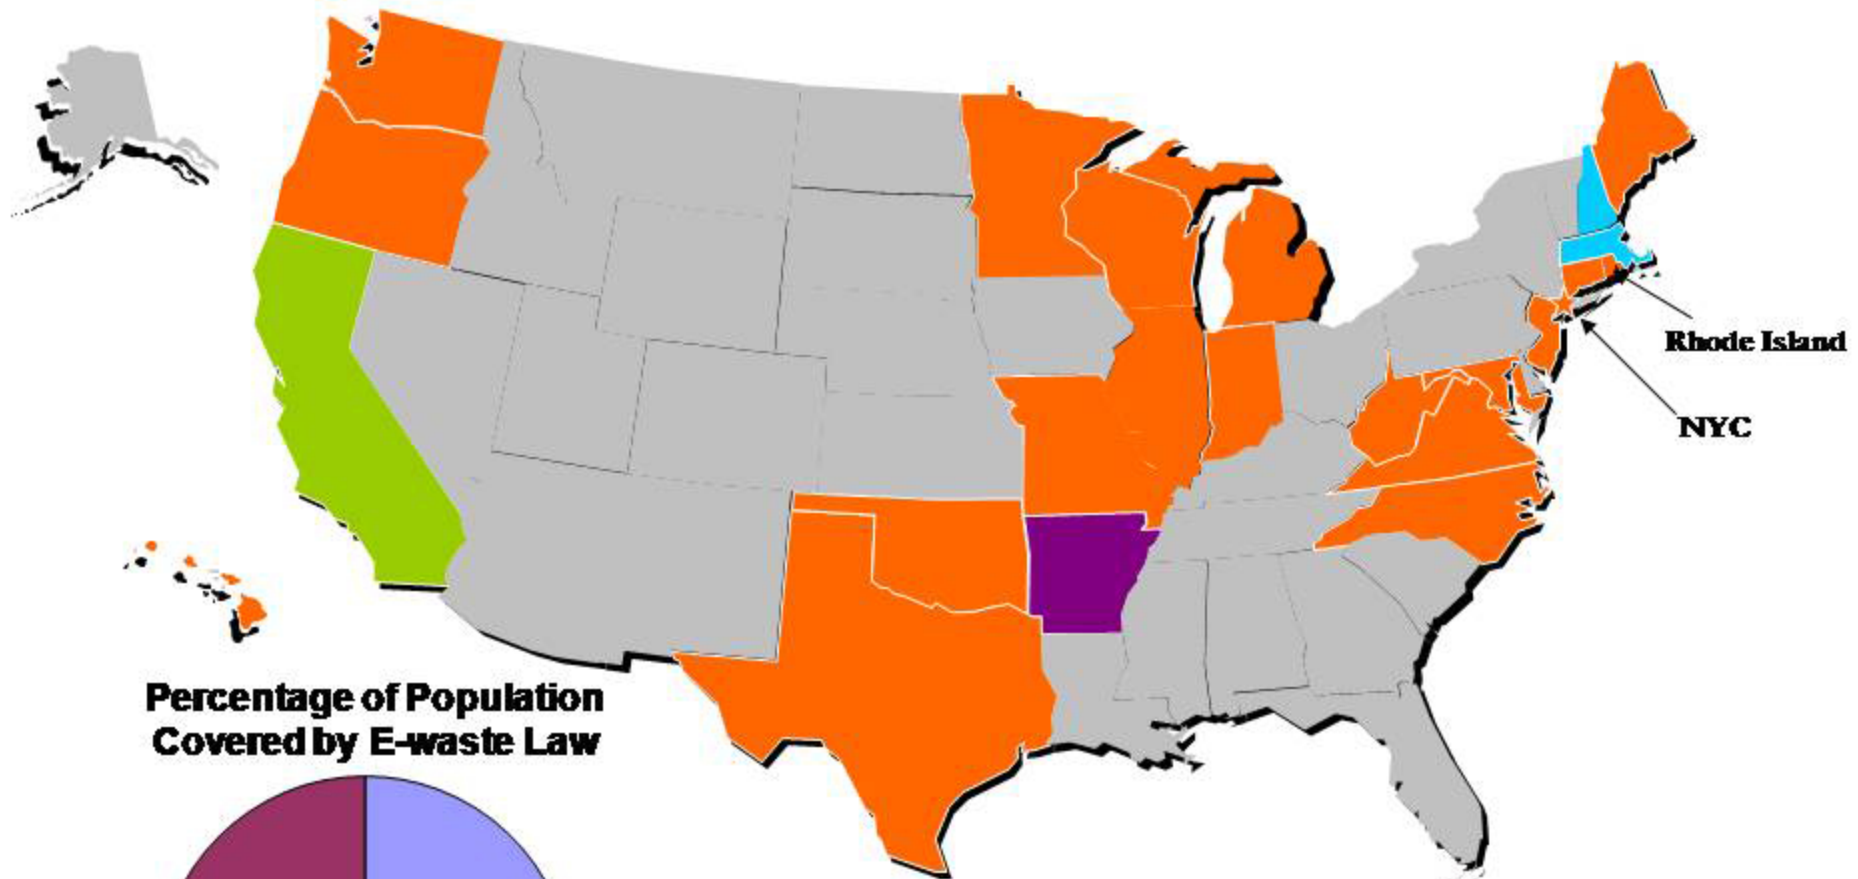 Rhode Island
NYC
Percentage of Population
Covered by E-waste Law